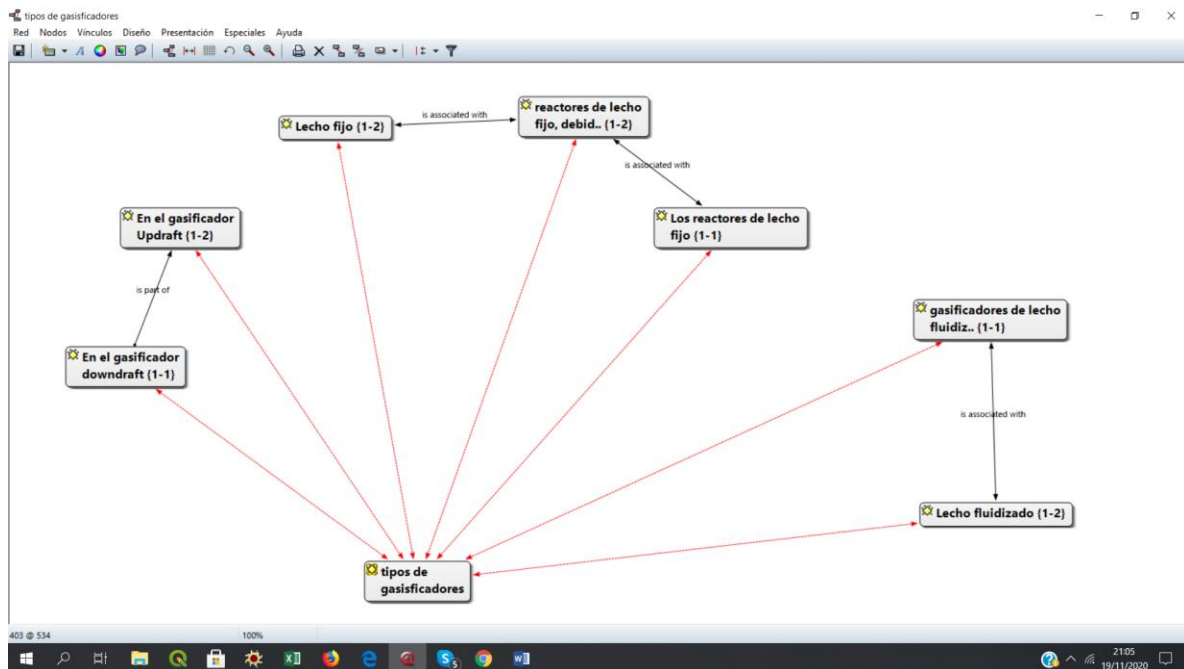 tipos de gasisficadores
Red Nodos Vínculos Diseño Presentación Especiales Ayuda
is associated with
reactores de lecho
fijo, debid.. {1-2}
Lecho fijo {1-2}
is associated with
En el gasificador
Updraft {1-2}
Los reactores de lecho
fijo {1-1}
is part of
gasificadores de lecho
fluidiz.. {1-1}
En el gasificador
downdraft {1-1}
is associated with
Lecho fluidizado {1-2}
tipos de
gasisficadores
403 @ 534 100%
21:05
19/11/2020